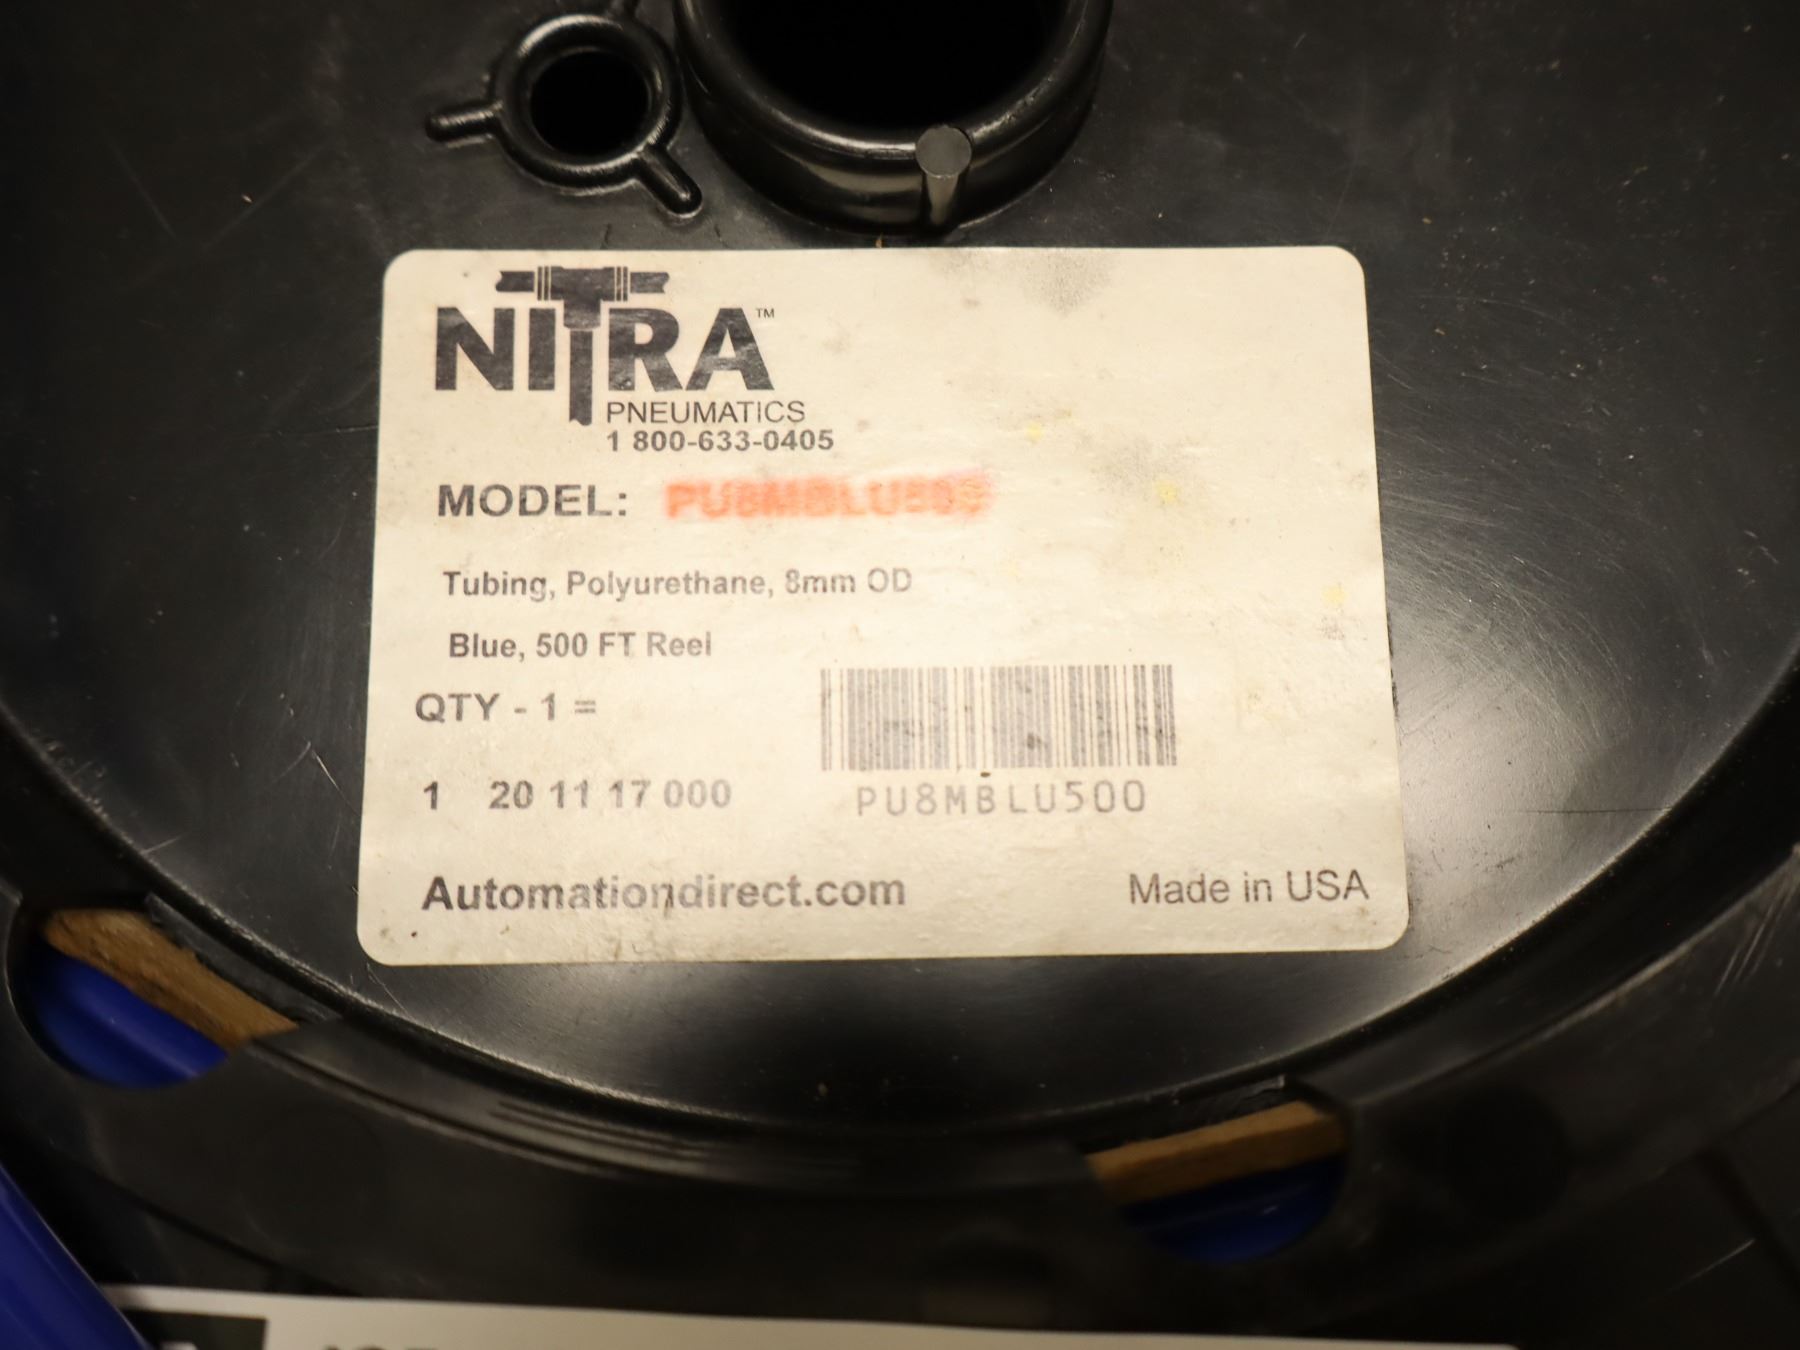 NITRA™
PNEUMATICS
1 800-633-0405
MODEL: PU8MBLU500
Tubing, Polyurethane, 8mm OD
Blue, 500 FT Reel
QTY - 1 =
1 20 11 17 000
PU8MBLU500
Automationdirect.com
Made in USA